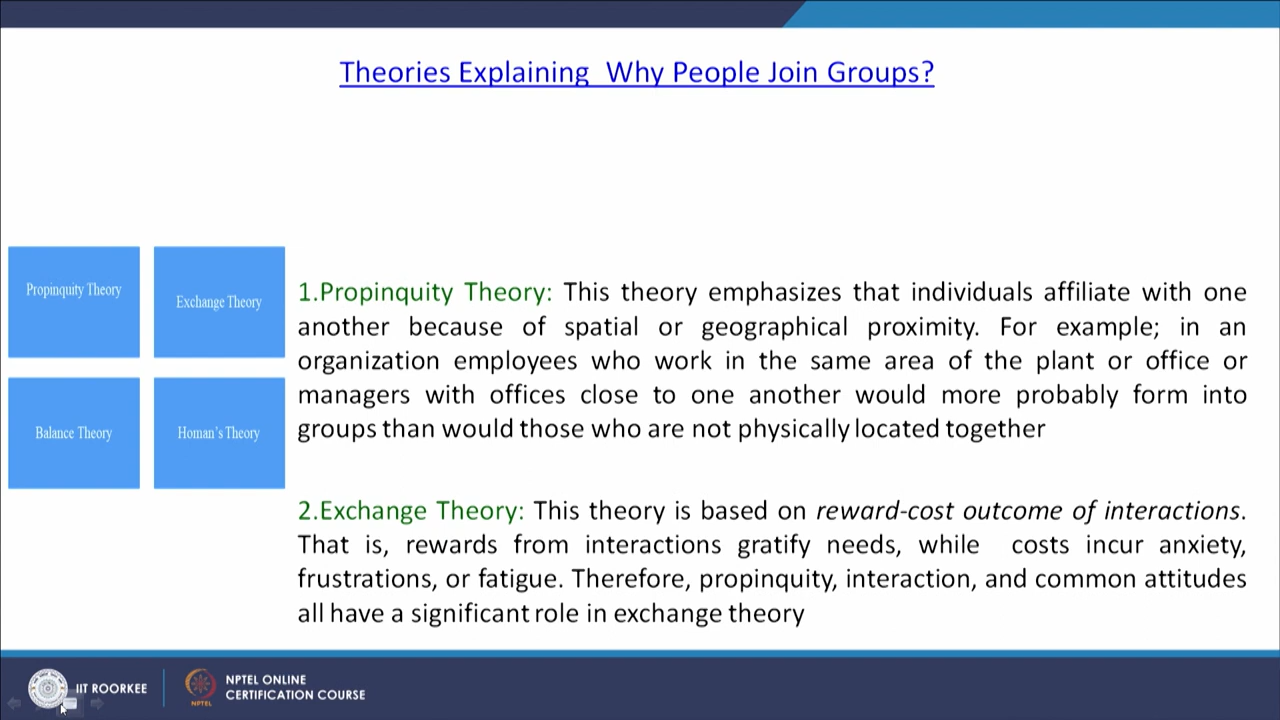 Theories Explaining Why People Join Groups?
Propinquity Theory
Exchange Theory
Balance Theory
Homan's Theory
1.Propinquity Theory: This theory emphasizes that individuals affiliate with one
another because of spatial or geographical proximity. For example; in an
organization employees who work in the same area of the plant or office or
managers with offices close to one another would more probably form into
groups than would those who are not physically located together
2.Exchange Theory: This theory is based on reward-cost outcome of interactions.
That is, rewards from interactions gratify needs, while costs incur anxiety,
frustrations, or fatigue. Therefore, propinquity, interaction, and common attitudes
all have a significant role in exchange theory
IIT ROORKEE
NPTEL
NPTEL ONLINE
CERTIFICATION COURSE